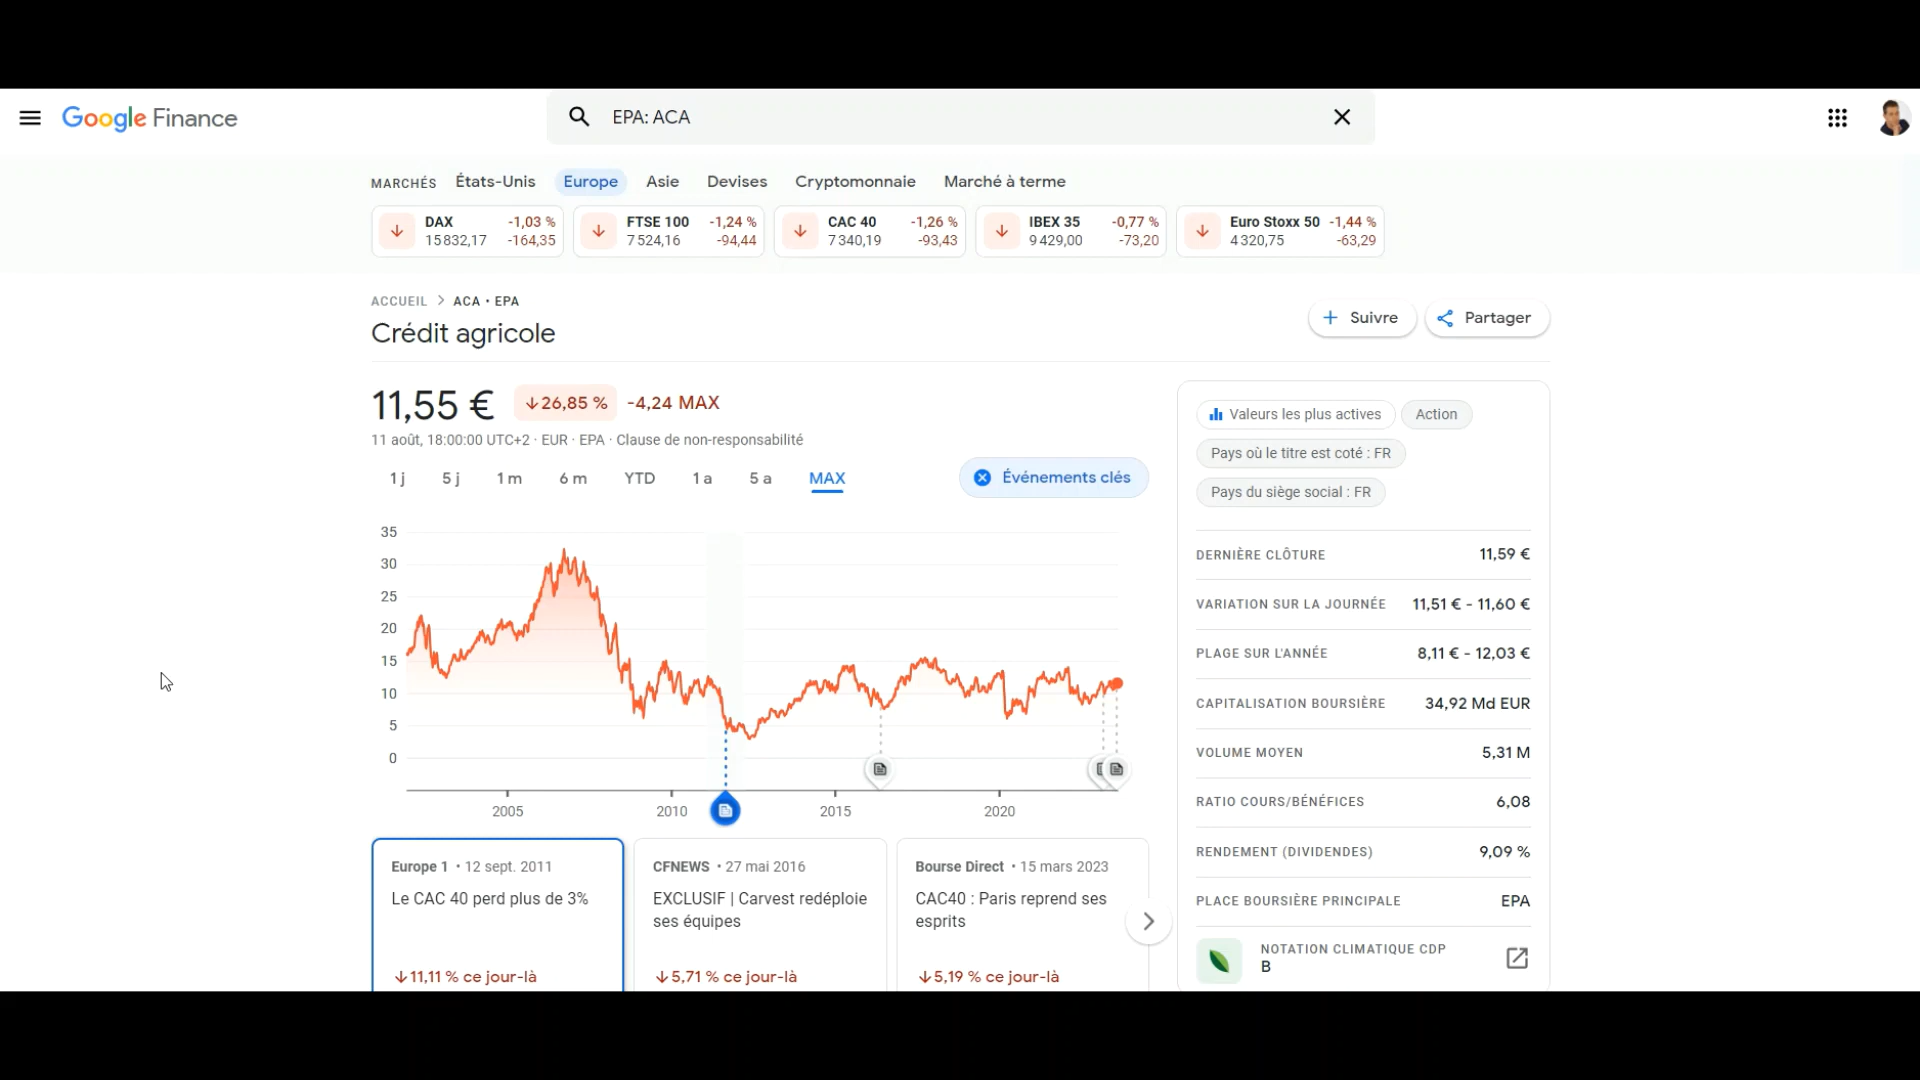 Google Finance
EPA: ACA
MARCHÉS États-Unis Europe Asie Devises Cryptomonnaie Marché à terme
DAX -1,03 %
15 832,17 -164,35
FTSE 100 -1,24 %
7 524,16 -94,44
CAC 40 -1,26 %
7 340,19 -93,43
IBEX 35 -0,77 %
9 429,00 -73,20
Euro Stoxx 50 -1,44 %
4 320,75 -63,29
ACCUEIL > ACA • EPA
Crédit agricole
Suivre
Partager
11,55 € ↓26,85 % -4,24 MAX
11 août, 18:00:00 UTC+2 · EUR · EPA · Clause de non-responsabilité
1 j 5 j 1 m 6 m YTD 1 a 5 a MAX
Événements clés
35
30
25
20
15
10
5
0
2005 2010 2015 2020
Europe 1 • 12 sept. 2011
Le CAC 40 perd plus de 3%
↓11,11 % ce jour-là
CFNEWS • 27 mai 2016
EXCLUSIF | Carvest redéploie
ses équipes
↓5,71 % ce jour-là
Bourse Direct • 15 mars 2023
CAC40 : Paris reprend ses
esprits
↓5,19 % ce jour-là
Valeurs les plus actives
Action
Pays où le titre est coté : FR
Pays du siège social : FR
DERNIÈRE CLÔTURE 11,59 €
VARIATION SUR LA JOURNÉE 11,51 € - 11,60 €
PLAGE SUR L'ANNÉE 8,11 € - 12,03 €
CAPITALISATION BOURSIÈRE 34,92 Md EUR
VOLUME MOYEN 5,31 M
RATIO COURS/BÉNÉFICES 6,08
RENDEMENT (DIVIDENDES) 9,09 %
PLACE BOURSIÈRE PRINCIPALE EPA
NOTATION CLIMATIQUE CDP
B